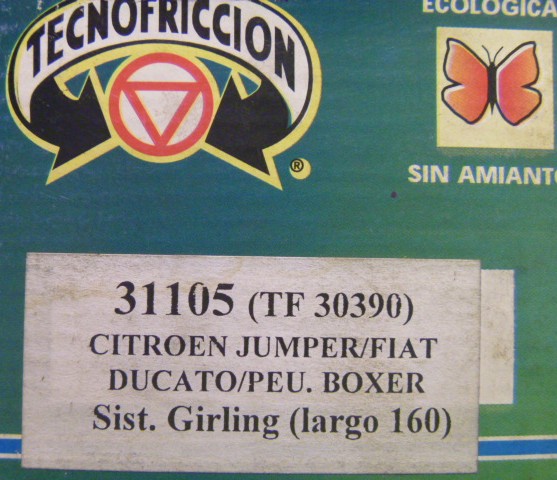 TECNOFRICCION
®
ECOLOGICA
SIN AMIANTO
31105 (TF 30390)
CITROEN JUMPER/FIAT
DUCATO/PEU. BOXER
Sist. Girling (largo 160)